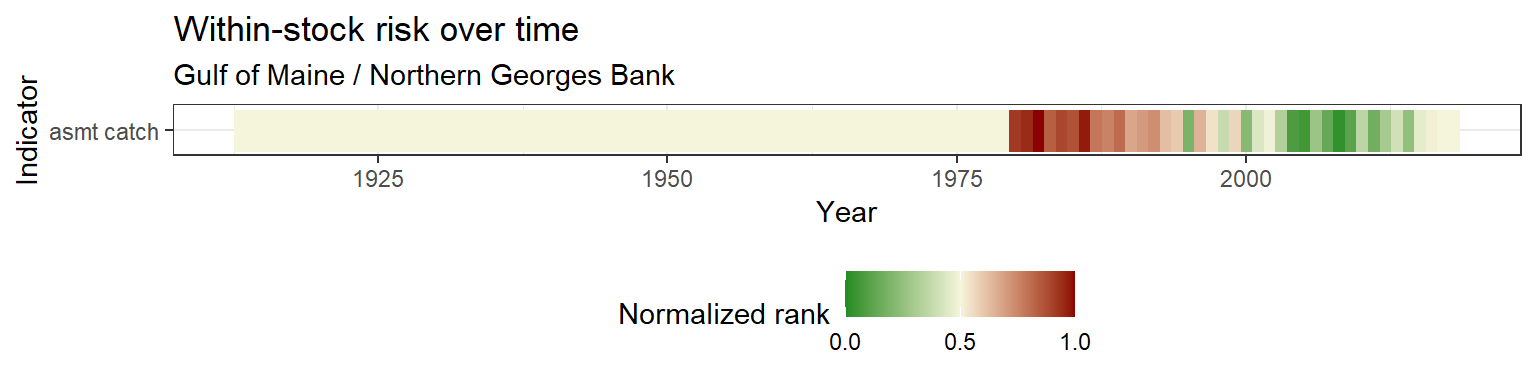 Within-stock risk over time
Gulf of Maine / Northern Georges Bank
Indicator
asmt catch
1925 1950 1975 2000
Year
Normalized rank
0.0 0.5 1.0